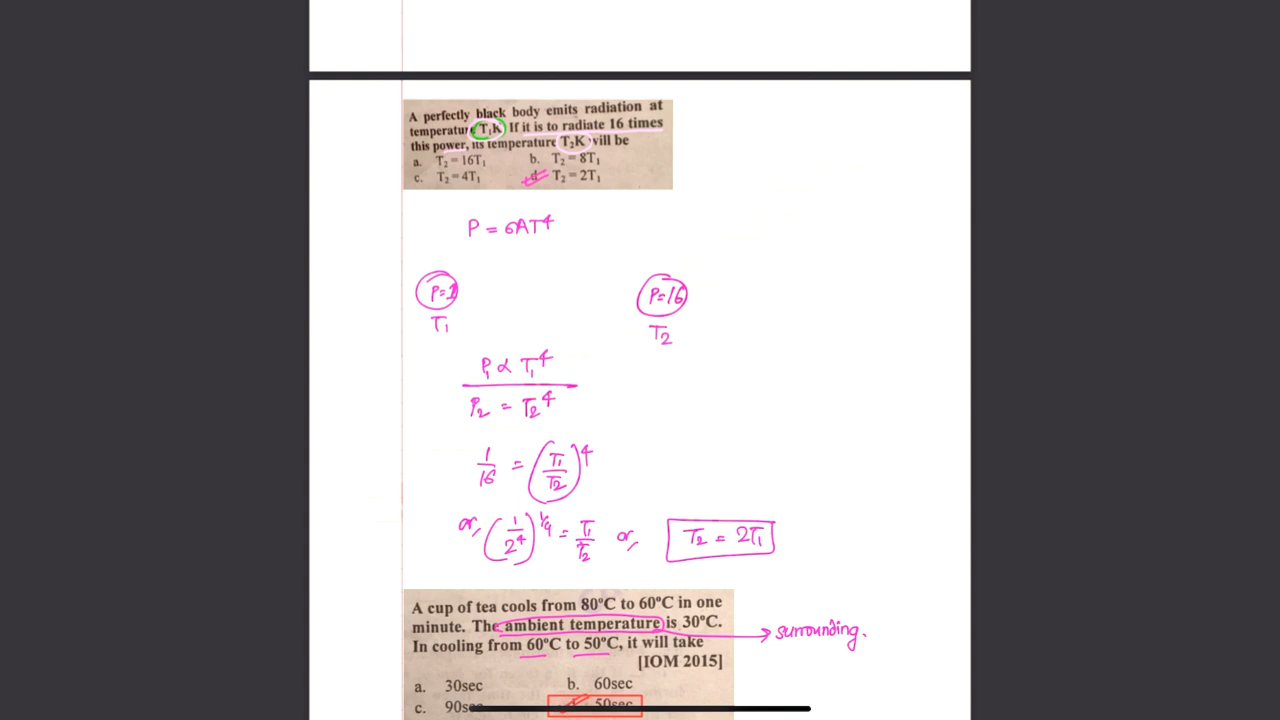 A perfectly black body emits radiation at
temperature T₁K If it is to radiate 16 times
this power, its temperature T₂K will be
a. T₂ = 16T₁ b. T₂ = 8T₁
c. T₂ = 4T₁ d T₂ = 2T₁
P = σAT⁴
P=1 P=16
T₁ T₂
P₁ ∝ T₁⁴
P₂ = T₂⁴
1/16 = (T₁/T₂)⁴
or, (1/2⁴)^1/4 = T₁/T₂ or, T₂ = 2T₁
A cup of tea cools from 80°C to 60°C in one
minute. The ambient temperature is 30°C.
surrounding.
In cooling from 60°C to 50°C, it will take
[IOM 2015]
a. 30sec b. 60sec
c. 90sec 50sec